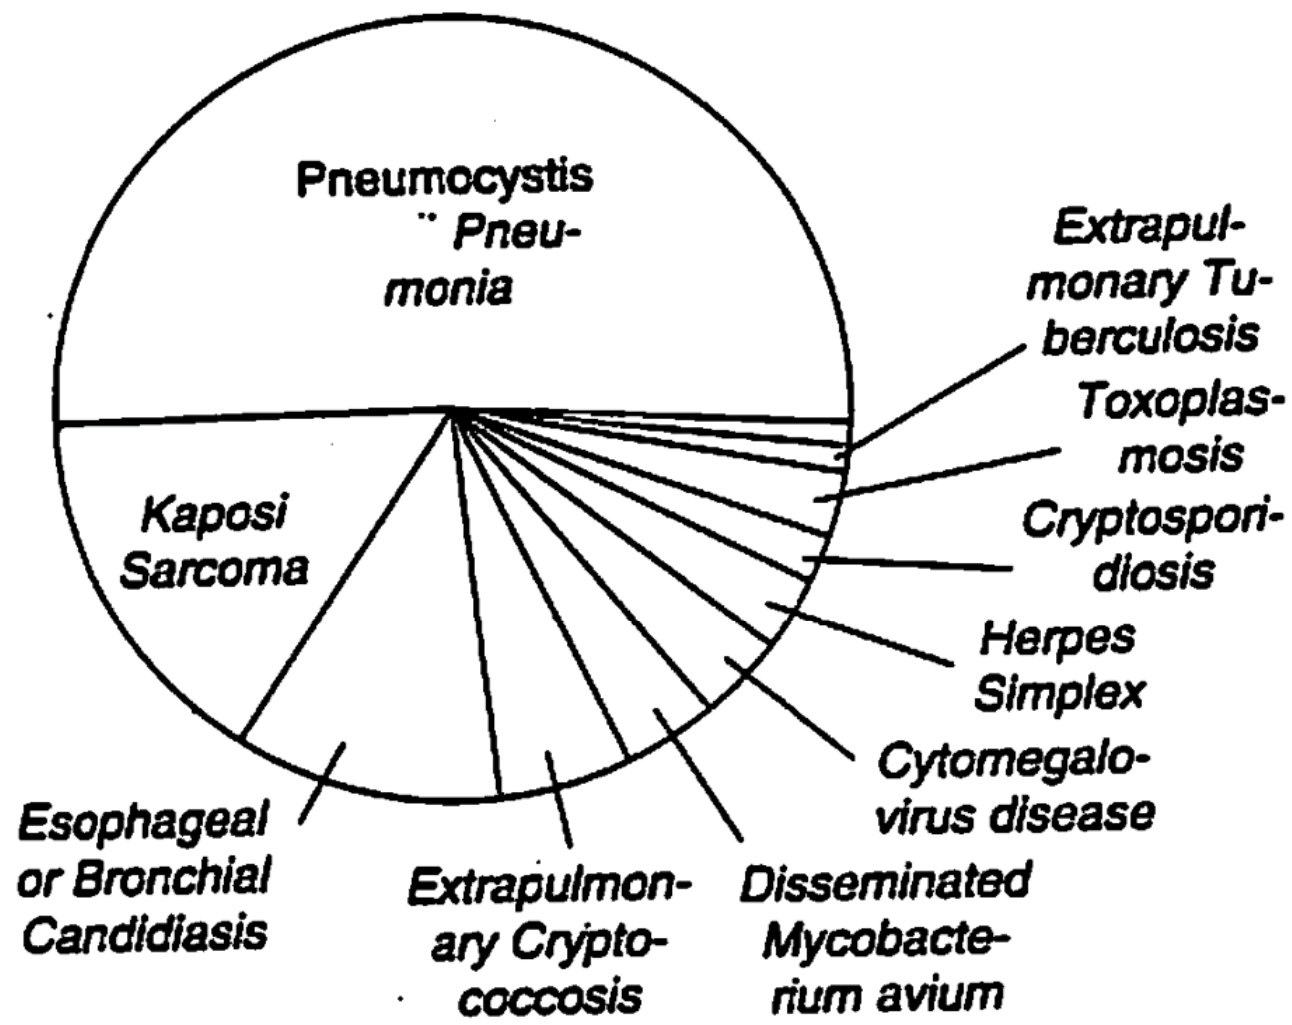 Pneumocystis
Pneu-
monia
Extrapul-
monary Tu-
berculosis
Toxoplas-
mosis
Cryptospori-
diosis
Herpes
Simplex
Cytomegalo-
virus disease
Disseminated
Mycobacte-
rium avium
Extrapulmon-
ary Crypto-
coccosis
Esophageal
or Bronchial
Candidiasis
Kaposi
Sarcoma